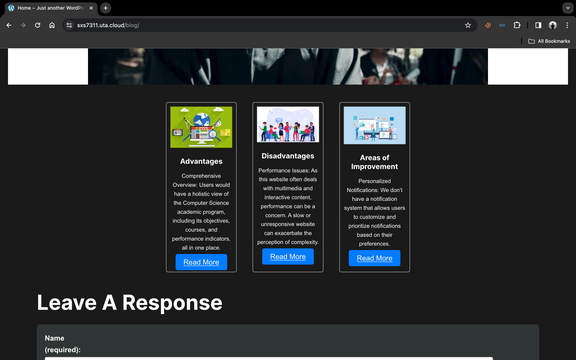 Home – Just another WordPr
sxs7311.uta.cloud/blog/
All Bookmarks
Advantages
Comprehensive
Overview: Users would
have a holistic view of
the Computer Science
academic program,
including its objectives,
courses, and
performance indicators,
all in one place.
Read More
Disadvantages
Performance Issues: As
this website often deals
with multimedia and
interactive content,
performance can be a
concern. A slow or
unresponsive website
can exacerbate the
perception of complexity.
Read More
Areas of
Improvement
Personalized
Notifications: We don't
have a notification
system that allows users
to customize and
prioritize notifications
based on their
preferences.
Read More
Leave A Response
Name
(required):